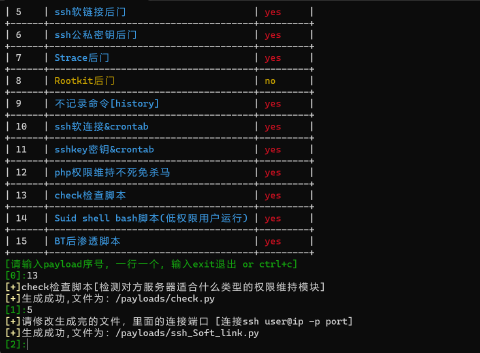 | 5 | ssh软链接后门 | yes |
| 6 | ssh公私密钥后门 | yes |
| 7 | Strace后门 | yes |
| 8 | Rootkit后门 | no |
| 9 | 不记录命令[history] | yes |
| 10 | ssh软连接&crontab | yes |
| 11 | sshkey密钥&crontab | yes |
| 12 | php权限维持不死免杀马 | yes |
| 13 | check检查脚本 | yes |
| 14 | Suid shell bash脚本(低权限用户运行) | yes |
| 15 | BT后渗透脚本 | yes |
[请输入payload序号, 一行一个, 输入exit退出 or ctrl+c]
[0]:13
[+]check检查脚本[检测对方服务器适合什么类型的权限维持模块]
[+]生成成功,文件为: /payloads/check.py
[1]:5
[+]请修改生成完的文件, 里面的连接端口 [连接ssh user@ip -p port]
[+]生成成功,文件为: /payloads/ssh_Soft_link.py
[2]: